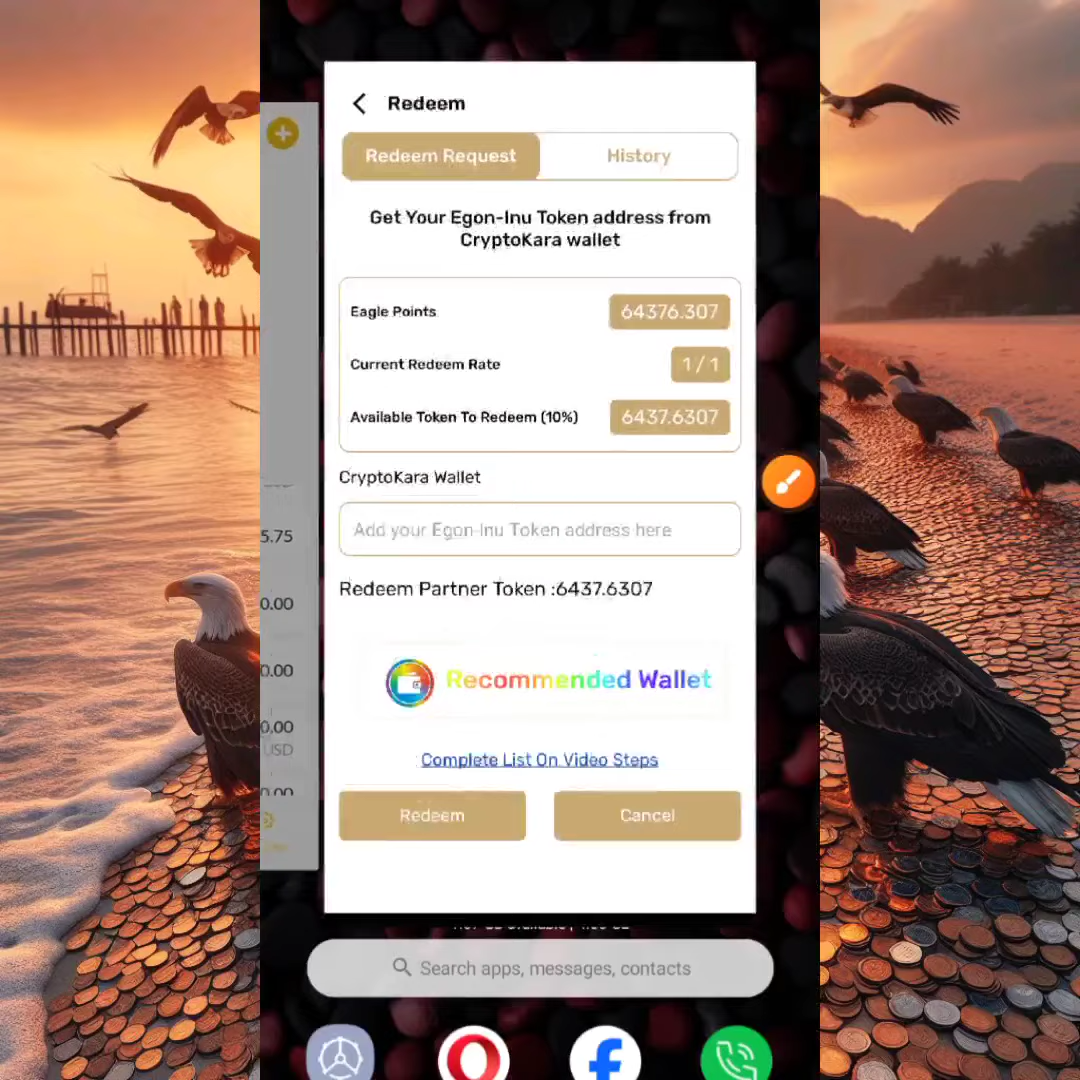 Redeem
Redeem Request
History
Get Your Egon-Inu Token address from
CryptoKara wallet
Eagle Points
64376.307
Current Redeem Rate
1 / 1
Available Token To Redeem (10%)
6437.6307
CryptoKara Wallet
Add your Egon-Inu Token address here
Redeem Partner Token :6437.6307
Recommended Wallet
Complete List On Video Steps
Redeem
Cancel
5.75
0.00
0.00
0.00
USD
Search apps, messages, contacts